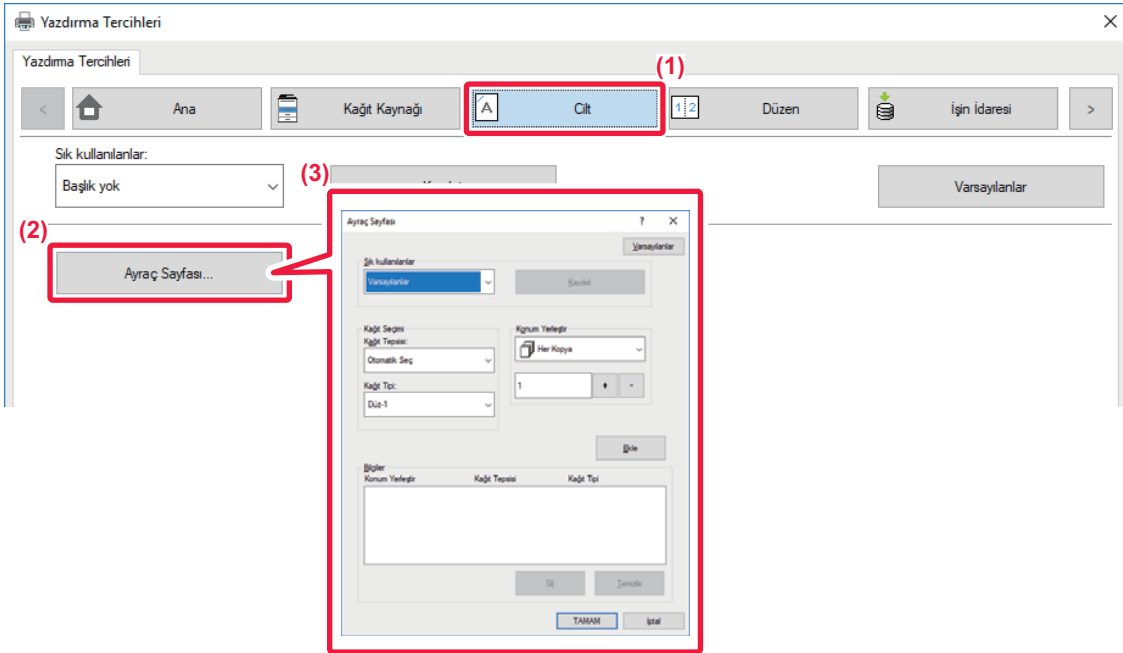 Yazdırma Tercihleri
Yazdırma Tercihleri
(1)
< Ana Kağıt Kaynağı A Cilt 1 2 Düzen İşin İdaresi >
Sık kullanılanlar:
Başlık yok
(3)
Varsayılanlar
(2)
Ayraç Sayfası...
Ayraç Sayfası ?
Varsayılanlar
Sık kullanılanlar
Varsayılanlar
Kaydet
Kağıt Seçimi
Kağıt Tepsisi:
Otomatik Seç
Kağıt Tipi:
Düz-1
Konum Yerleştir
Her Kopya
1 + -
Ekle
Bilgiler
Konum Yerleştir Kağıt Tepsisi Kağıt Tipi
Sil Temizle
TAMAM İptal